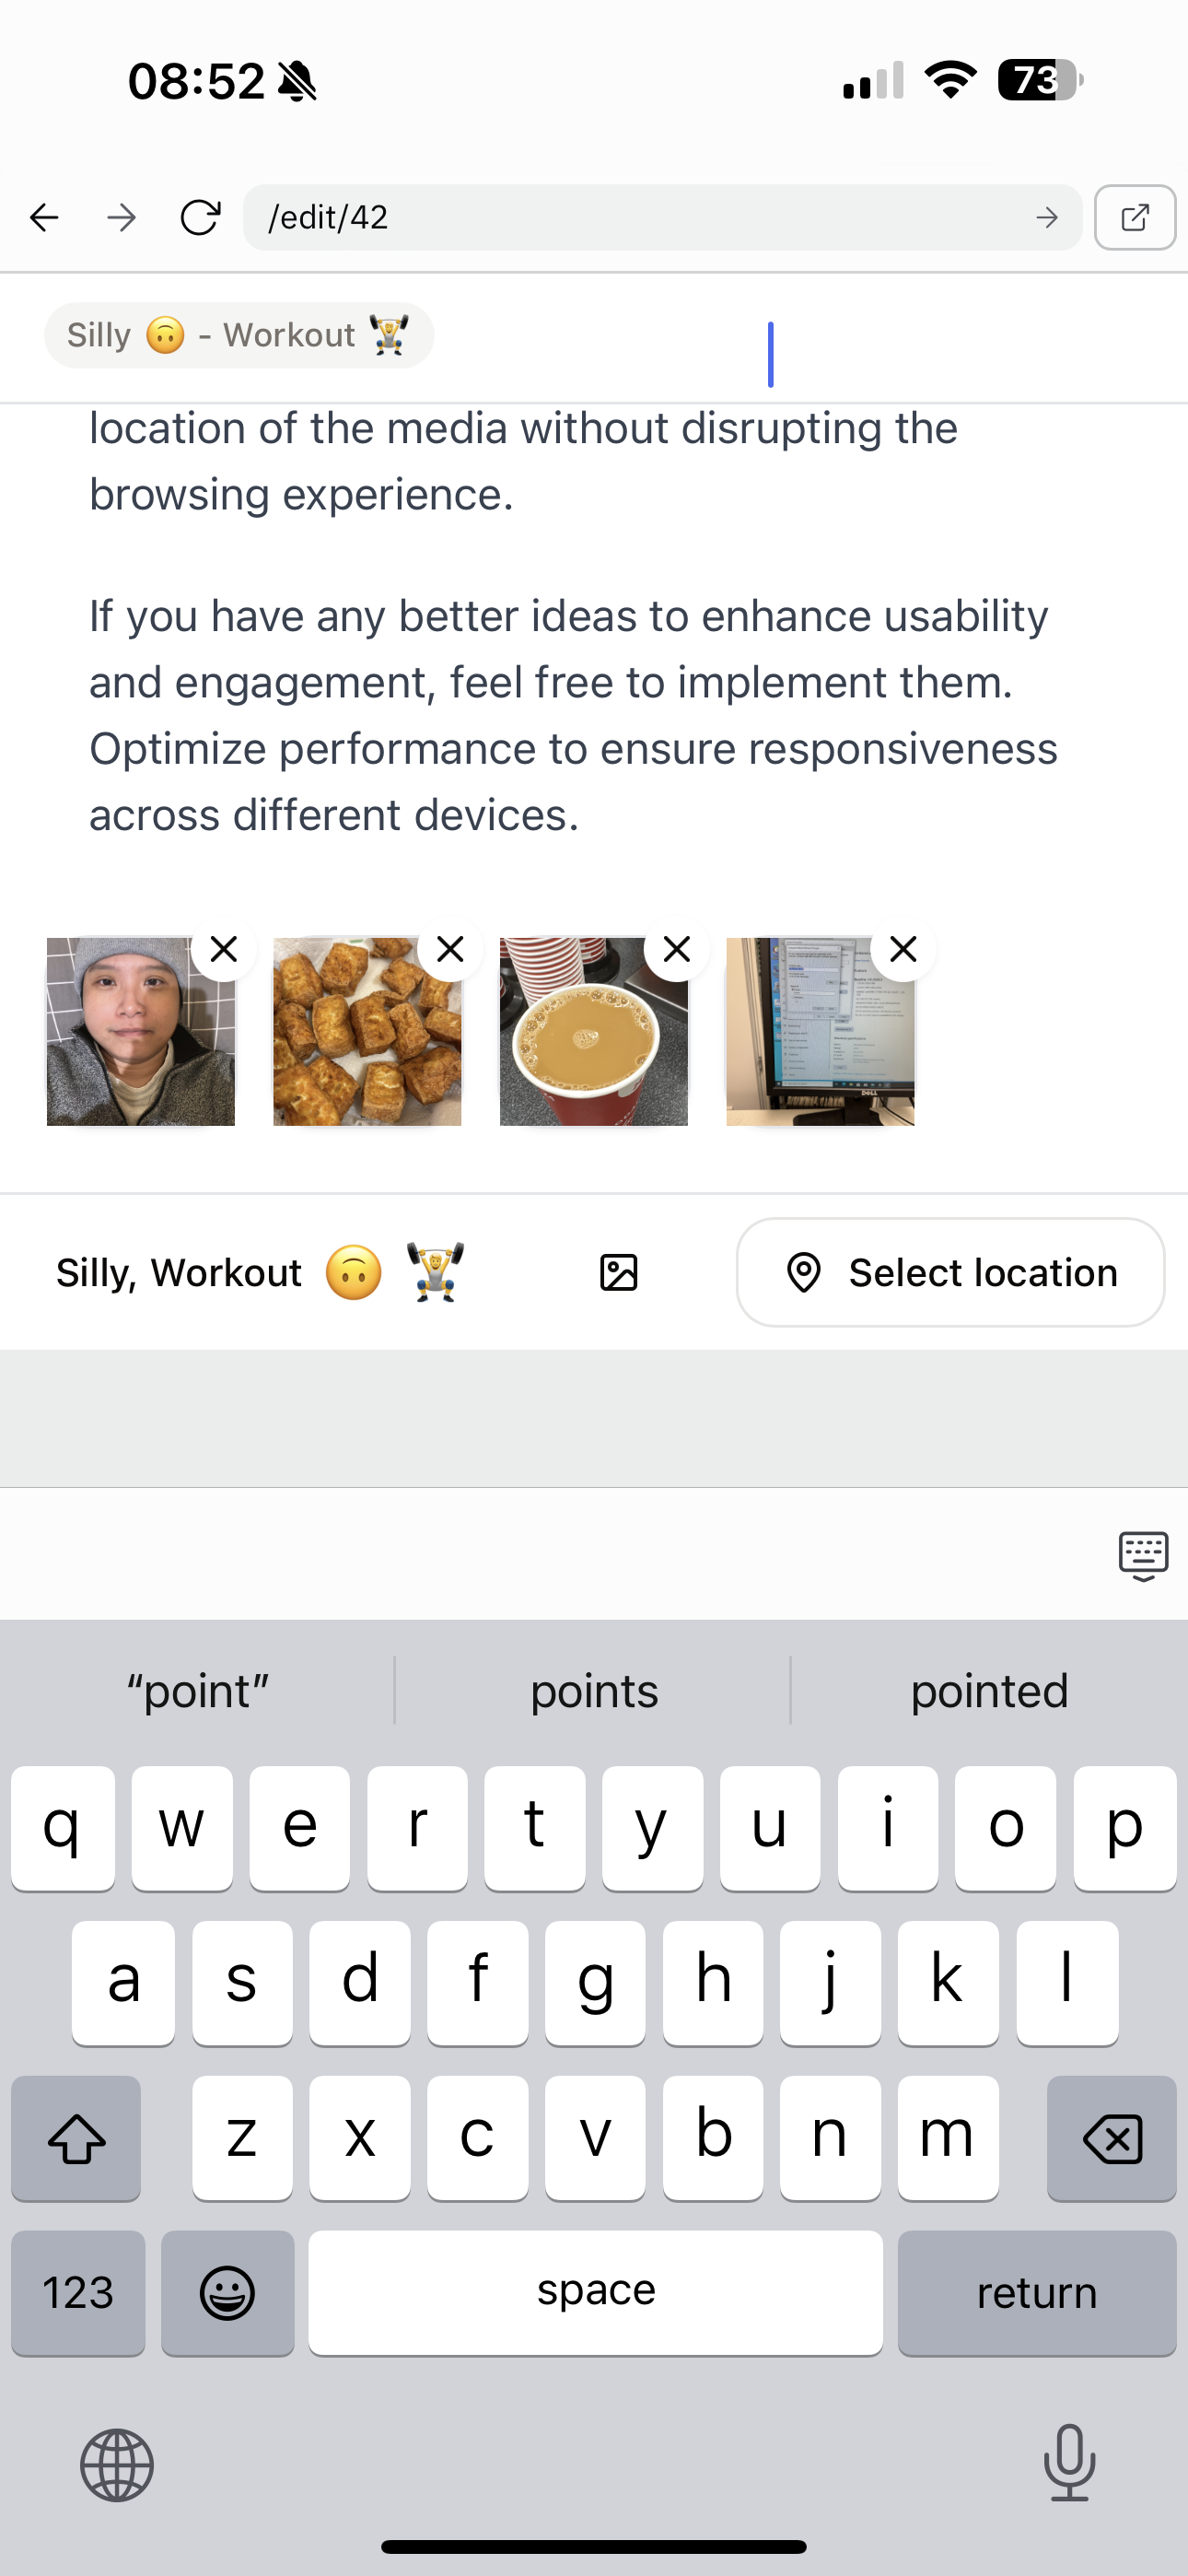 08:52
73
/edit/42
Silly 🙃 - Workout 🏋️
location of the media without disrupting the
browsing experience.
If you have any better ideas to enhance usability
and engagement, feel free to implement them.
Optimize performance to ensure responsiveness
across different devices.
DELL
Silly, Workout 🙃 🏋️
Select location
“point”
points
pointed
q w e r t y u i o p
a s d f g h j k l
z x c v b n m
123
space
return